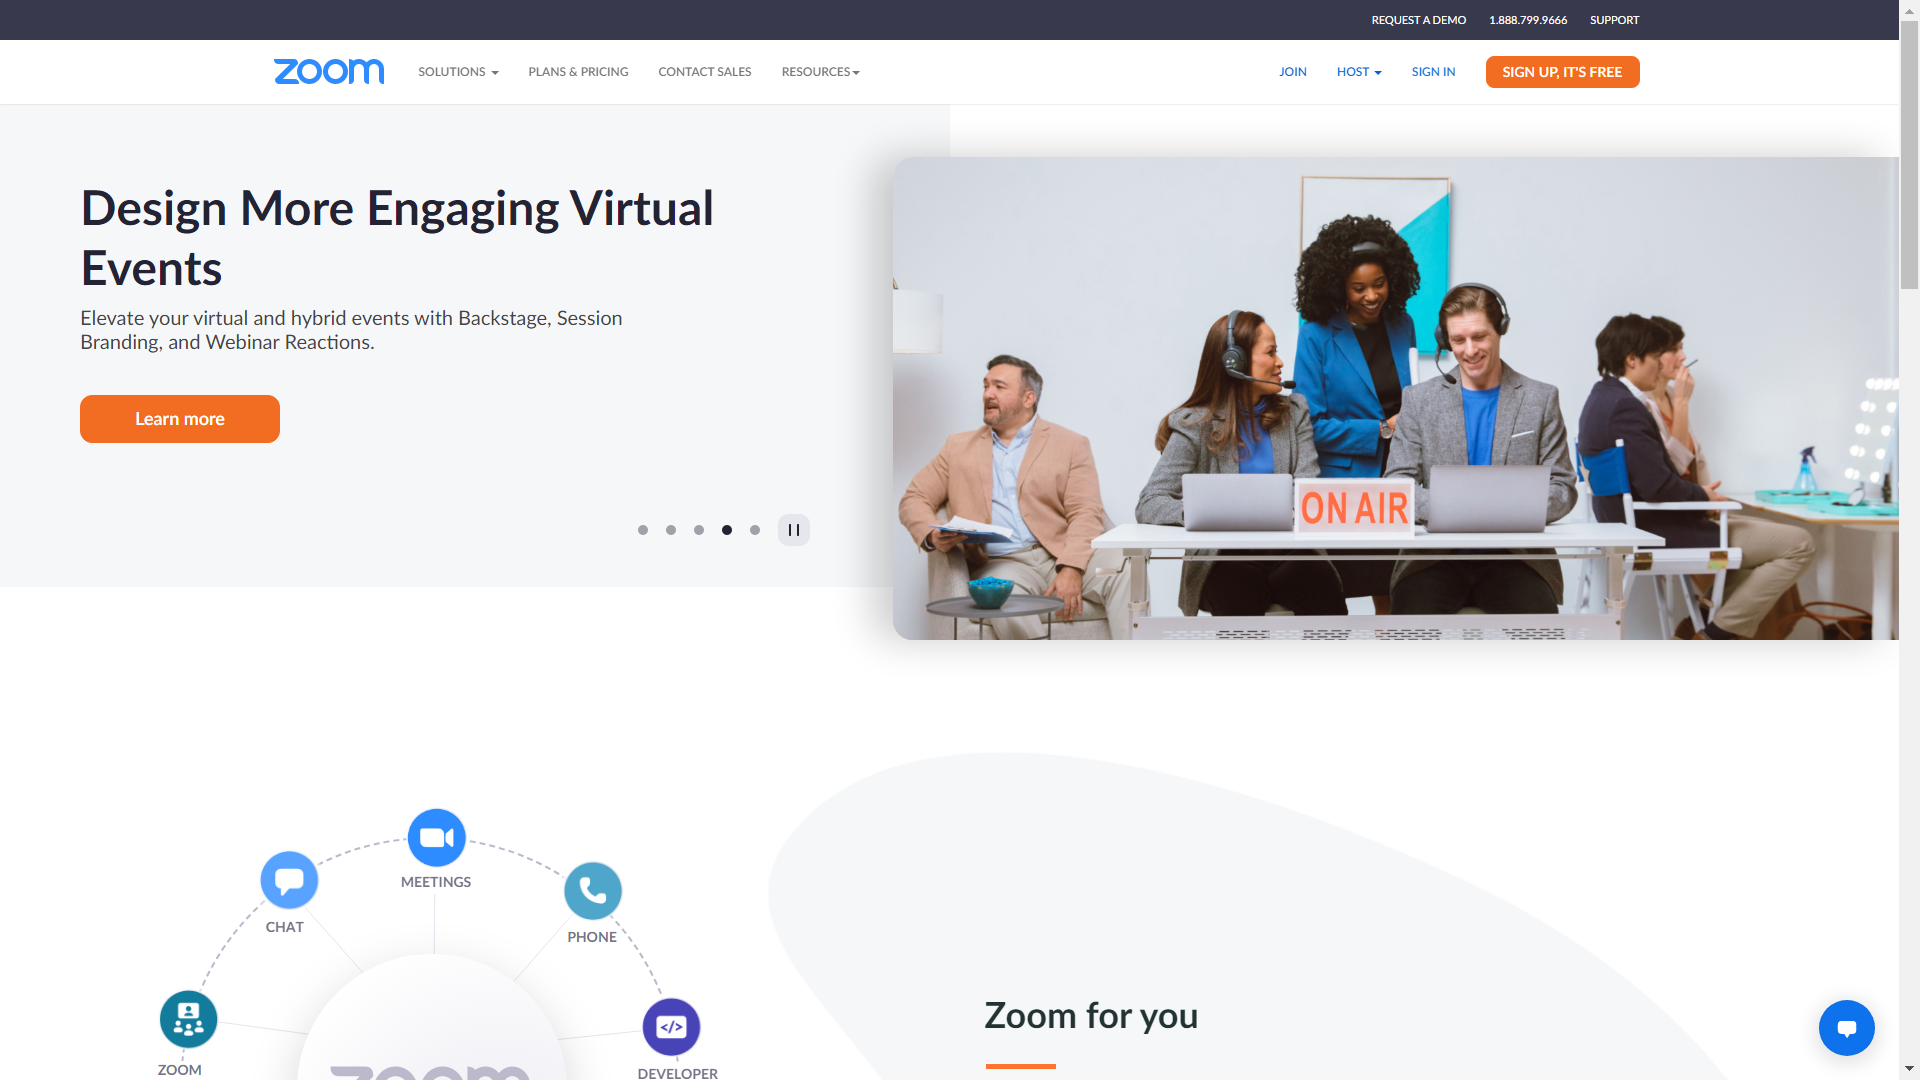 REQUEST A DEMO 1.888.799.9666 SUPPORT
zoom SOLUTIONS PLANS & PRICING CONTACT SALES RESOURCES JOIN HOST SIGN IN SIGN UP, IT'S FREE
Design More Engaging Virtual
Events
Elevate your virtual and hybrid events with Backstage, Session
Branding, and Webinar Reactions.
Learn more
ON AIR
MEETINGS
CHAT
PHONE
Zoom for you
ZOOM
DEVELOPER
zoom